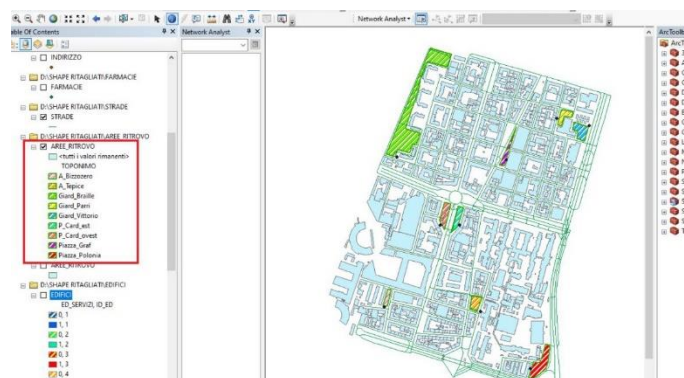 Network Analyst
able Of Contents
Network Analyst
ArcToolb
INDIRIZZO
D:\SHAPE RITAGLIATI\FARMACIE
FARMACIE
D:\SHAPE RITAGLIATI\STRADE
STRADE
D:\SHAPE RITAGLIATI\AREE_RITROVO
AREE_RITROVO
<tutti i valori rimanenti>
TOPONIMO
A_Bizzozero
A_Tepice
Giard_Braille
Giard_Parri
Giard_Vittorio
P_Card_est
P_Card_ovest
Piazza_Graf
Piazza_Polonia
AREE_RITROVO
D:\SHAPE RITAGLIATI\EDIFICI
EDIFICI
ED_SERVIZI, ID_ED
0, 1
1, 1
0, 2
1, 2
0, 3
1, 3
0, 4